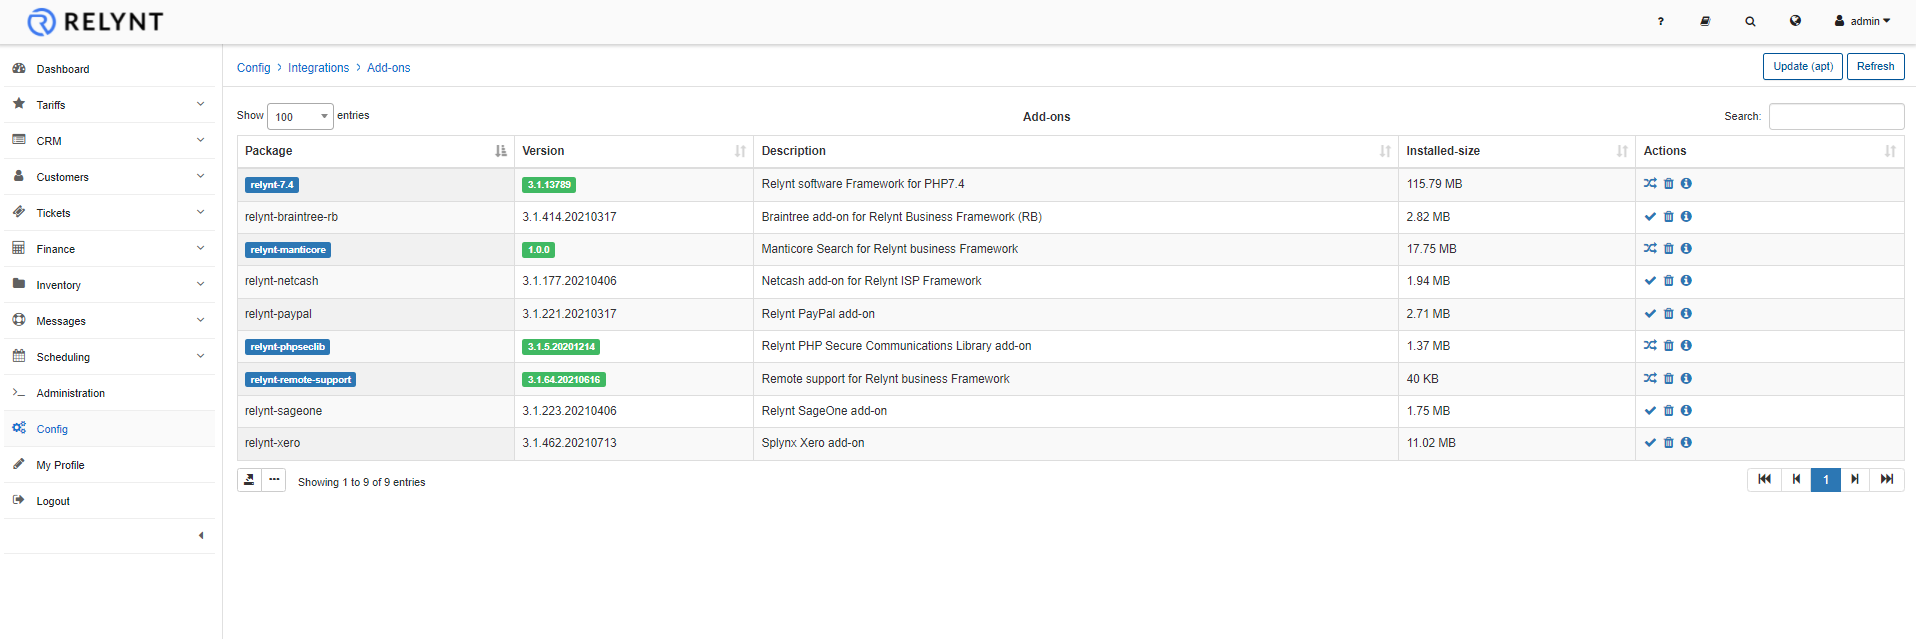 RELYNT
? admin
Dashboard
Tariffs
CRM
Customers
Tickets
Finance
Inventory
Messages
Scheduling
Administration
Config
My Profile
Logout
Config > Integrations > Add-ons
Update (apt) Refresh
Show 100 entries
Add-ons
Search:
Package Version Description Installed-size Actions
relynt-7.4 3.1.13789 Relynt software Framework for PHP7.4 115.79 MB
relynt-braintree-rb 3.1.414.20210317 Braintree add-on for Relynt Business Framework (RB) 2.82 MB
relynt-manticore 1.0.0 Manticore Search for Relynt business Framework 17.75 MB
relynt-netcash 3.1.177.20210406 Netcash add-on for Relynt ISP Framework 1.94 MB
relynt-paypal 3.1.221.20210317 Relynt PayPal add-on 2.71 MB
relynt-phpseclib 3.1.5.20201214 Relynt PHP Secure Communications Library add-on 1.37 MB
relynt-remote-support 3.1.64.20210616 Remote support for Relynt business Framework 40 KB
relynt-sageone 3.1.223.20210406 Relynt SageOne add-on 1.75 MB
relynt-xero 3.1.462.20210713 Splynx Xero add-on 11.02 MB
Showing 1 to 9 of 9 entries
1